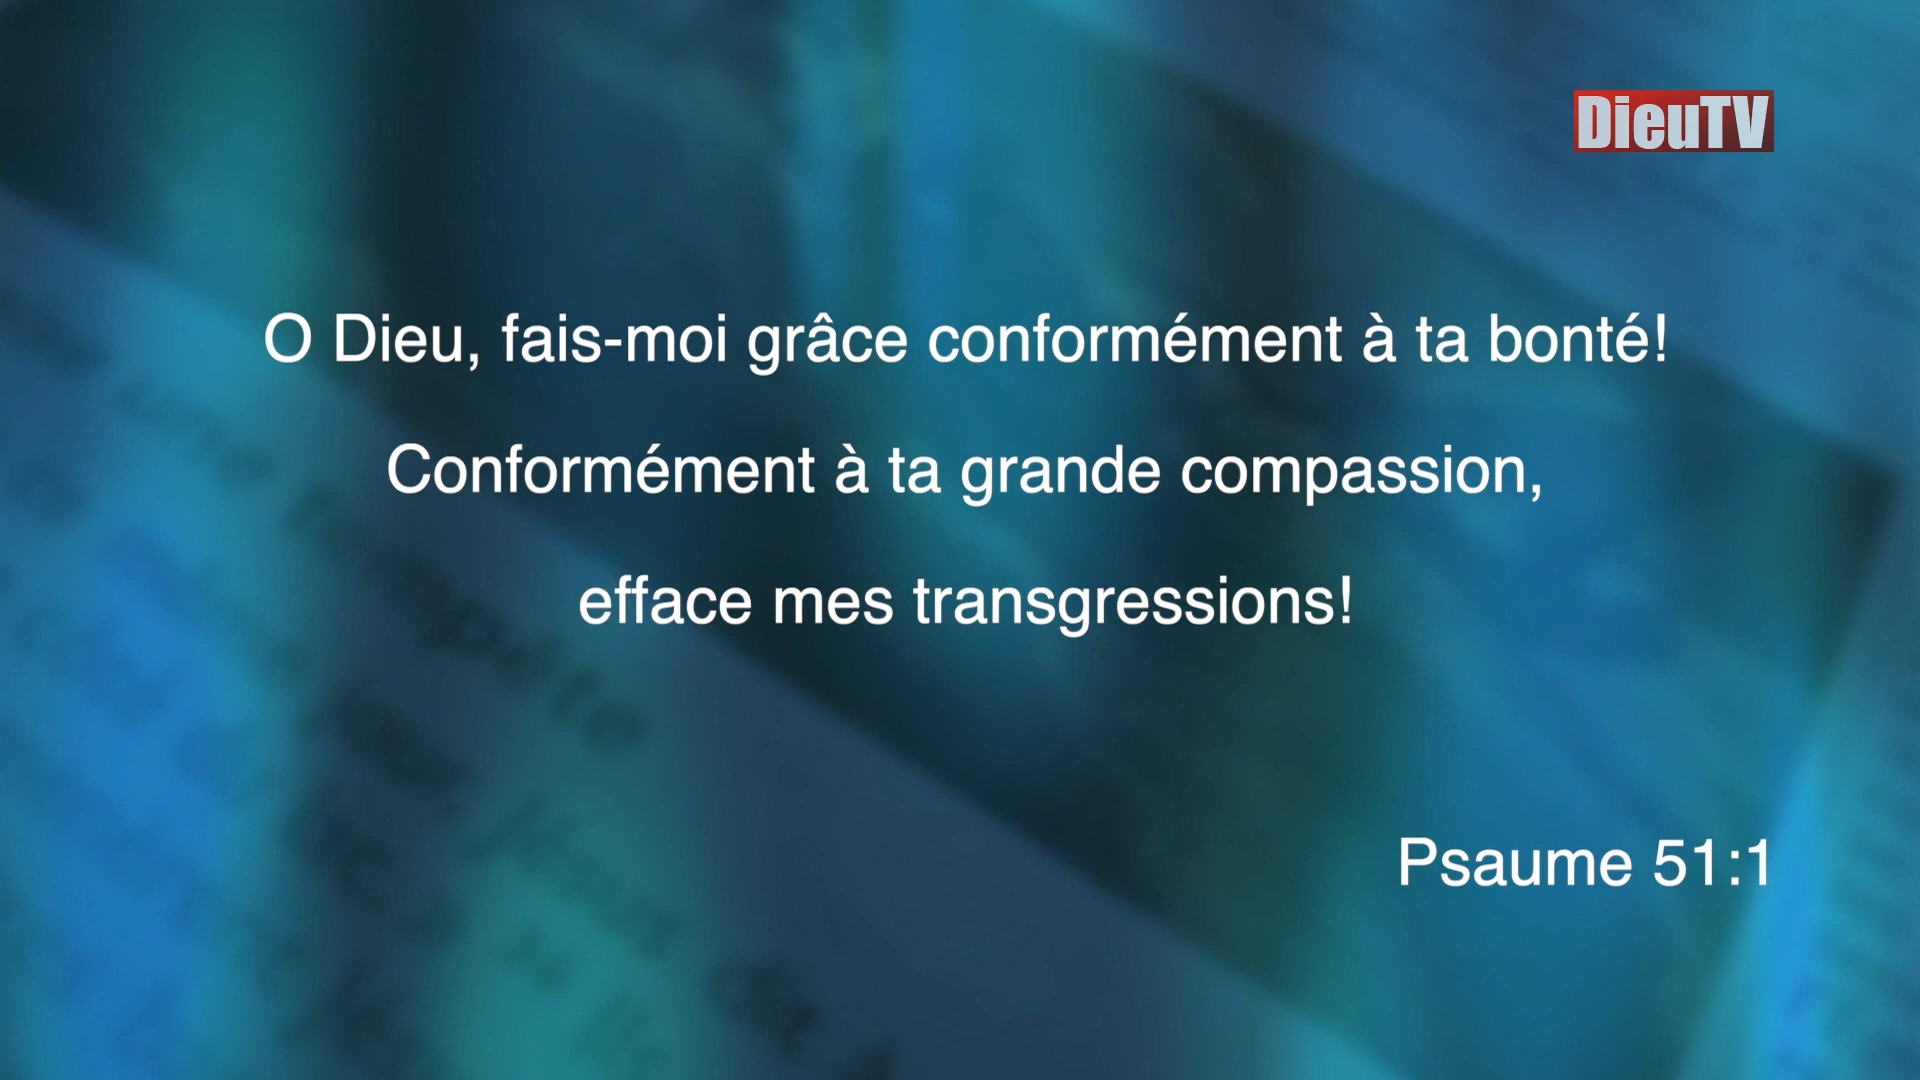 DieuTV
O Dieu, fais-moi grâce conformément à ta bonté!
Conformément à ta grande compassion,
efface mes transgressions!
Psaume 51:1